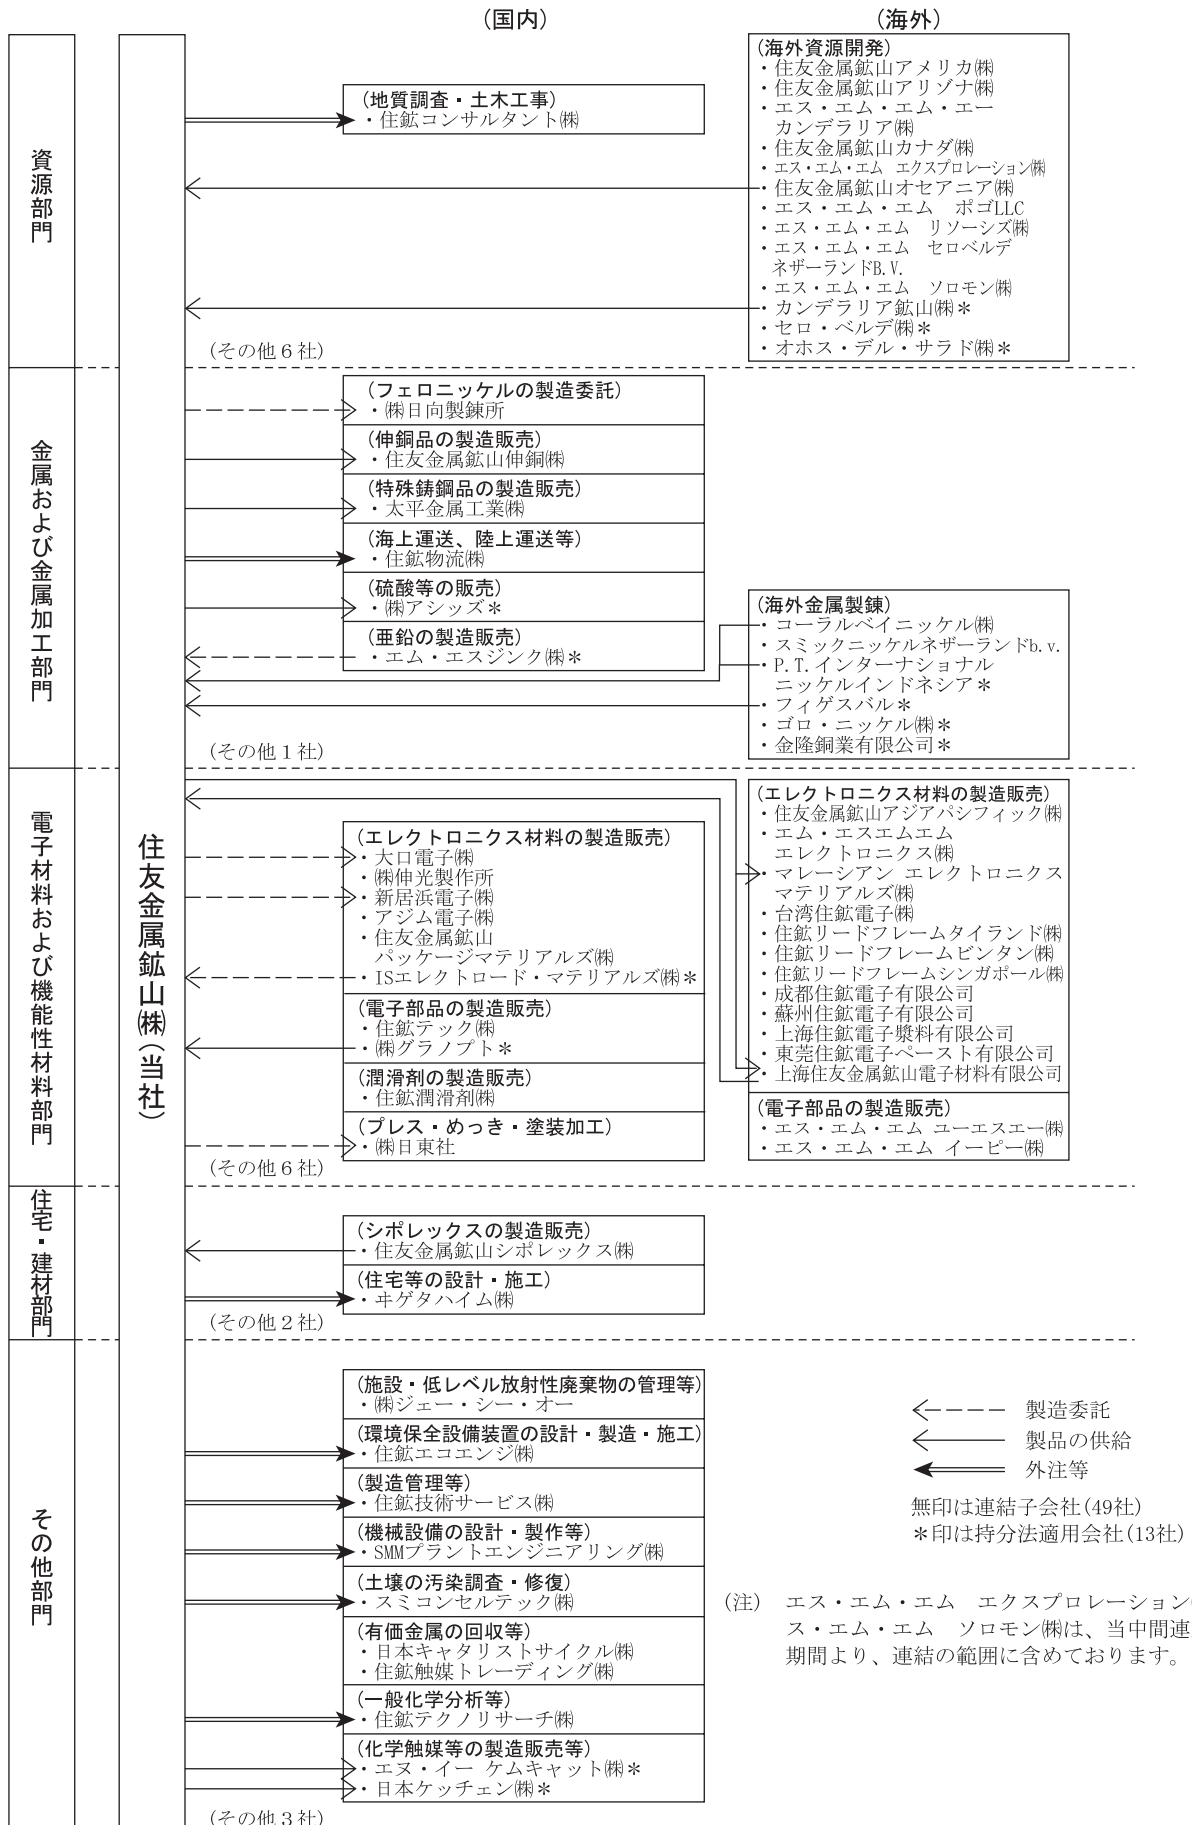 (国内)
(海外)
資源部門
住友金属鉱山㈱(当社)
(地質調査・土木工事)
・住鉱コンサルタント㈱
(海外資源開発)
・住友金属鉱山アメリカ㈱
・住友金属鉱山アリゾナ㈱
・エス・エム・エム・エー
カンデラリア㈱
・住友金属鉱山カナダ㈱
・エス・エム・エム エクスプロレーション㈱
・住友金属鉱山オセアニア㈱
・エス・エム・エム ポゴLLC
・エス・エム・エム リソーシズ㈱
・エス・エム・エム セロベルデ
ネザーランドB.V.
・エス・エム・エム ソロモン㈱
・カンデラリア鉱山㈱＊
・セロ・ベルデ㈱＊
・オホス・デル・サラド㈱＊
(その他６社)
金属および金属加工部門
(フェロニッケルの製造委託)
・㈱日向製錬所
(伸銅品の製造販売)
・住友金属鉱山伸銅㈱
(特殊鋳鋼品の製造販売)
・太平金属工業㈱
(海上運送、陸上運送等)
・住鉱物流㈱
(硫酸等の販売)
・㈱アシッズ＊
(亜鉛の製造販売)
・エム・エスジンク㈱＊
(海外金属製錬)
・コーラルベイニッケル㈱
・スミックニッケルネザーランドb.v.
・P.T.インターナショナル
ニッケルインドネシア＊
・フィゲスバル＊
・ゴロ・ニッケル㈱＊
・金隆銅業有限公司＊
(その他１社)
電子材料および機能性材料部門
(エレクトロニクス材料の製造販売)
・大口電子㈱
・㈱伸光製作所
・新居浜電子㈱
・アジム電子㈱
・住友金属鉱山
パッケージマテリアルズ㈱
・ISエレクトロード・マテリアルズ㈱＊
(電子部品の製造販売)
・住鉱テック㈱
・㈱グラノプト＊
(潤滑剤の製造販売)
・住鉱潤滑剤㈱
(プレス・めっき・塗装加工)
・㈱日東社
(エレクトロニクス材料の製造販売)
・住友金属鉱山アジアパシフィック㈱
・エム・エスエムエム
エレクトロニクス㈱
・マレーシアン エレクトロニクス
マテリアルズ㈱
・台湾住鉱電子㈱
・住鉱リードフレームタイランド㈱
・住鉱リードフレームビンタン㈱
・住鉱リードフレームシンガポール㈱
・成都住鉱電子有限公司
・蘇州住鉱電子有限公司
・上海住鉱電子漿料有限公司
・東莞住鉱電子ペースト有限公司
・上海住友金属鉱山電子材料有限公司
(電子部品の製造販売)
・エス・エム・エム ユーエスエー㈱
・エス・エム・エム イーピー㈱
(その他６社)
住宅・建材部門
(シポレックスの製造販売)
・住友金属鉱山シポレックス㈱
(住宅等の設計・施工)
・ヰゲタハイム㈱
(その他２社)
その他部門
(施設・低レベル放射性廃棄物の管理等)
・㈱ジェー・シー・オー
(環境保全設備装置の設計・製造・施工)
・住鉱エコエンジ㈱
(製造管理等)
・住鉱技術サービス㈱
(機械設備の設計・製作等)
・SMMプラントエンジニアリング㈱
(土壌の汚染調査・修復)
・スミコンセルテック㈱
(有価金属の回収等)
・日本キャタリストサイクル㈱
・住鉱触媒トレーディング㈱
(一般化学分析等)
・住鉱テクノリサーチ㈱
(化学触媒等の製造販売等)
・エヌ・イー ケムキャット㈱＊
・日本ケッチェン㈱＊
(その他３社)
製造委託
製品の供給
外注等
無印は連結子会社(49社)
＊印は持分法適用会社(13社)
(注) エス・エム・エム エクスプロレーション
ス・エム・エム ソロモン㈱は、当中間連
期間より、連結の範囲に含めております。